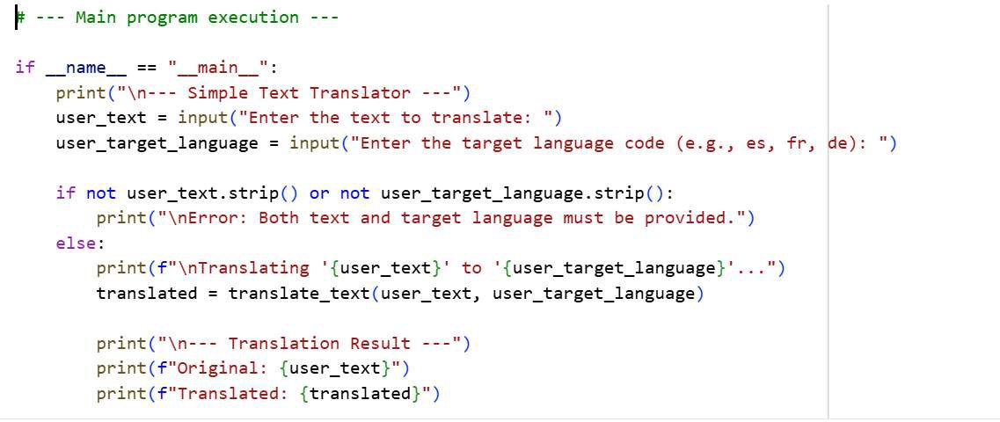 # --- Main program execution ---
if __name__ == "__main__":
    print("\n--- Simple Text Translator ---")
    user_text = input("Enter the text to translate: ")
    user_target_language = input("Enter the target language code (e.g., es, fr, de): ")
    if not user_text.strip() or not user_target_language.strip():
        print("\nError: Both text and target language must be provided.")
    else:
        print(f"\nTranslating '{user_text}' to '{user_target_language}'...")
        translated = translate_text(user_text, user_target_language)
        print("\n--- Translation Result ---")
        print(f"Original: {user_text}")
        print(f"Translated: {translated}")